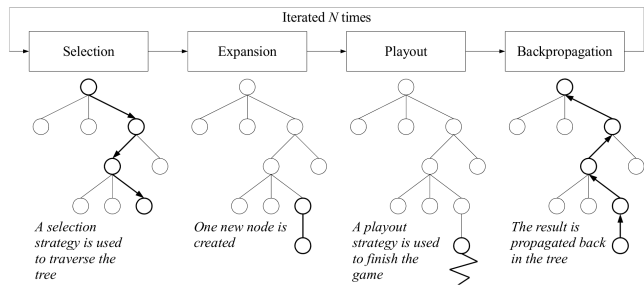 Iterated N times
Selection
Expansion
Playout
Backpropagation
A selection
strategy is used
to traverse the
tree
One new node is
created
A playout
strategy is used
to finish the
game
The result is
propagated back
in the tree